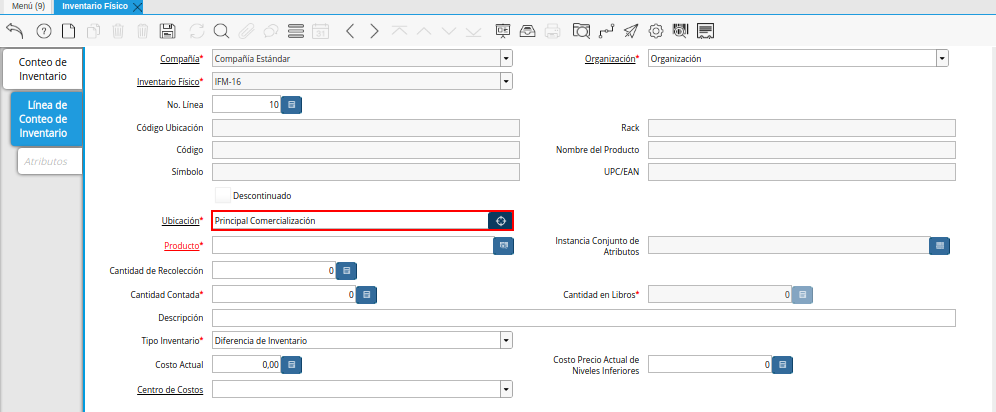 Menú (9)
Inventario Físico
Conteo de
Inventario
Línea de
Conteo de
Inventario
Atributos
Compañía*
Compañía Estándar
Organización*
Organización
Inventario Físico*
IFM-16
No. Línea
10
Código Ubicación
Rack
Código
Nombre del Producto
Símbolo
UPC/EAN
Descontinuado
Ubicación*
Principal Comercialización
Producto*
Instancia Conjunto de
Atributos
Cantidad de Recolección
0
Cantidad Contada*
0
Cantidad en Libros*
0
Descripción
Tipo Inventario*
Diferencia de Inventario
Costo Actual
0,00
Costo Precio Actual de
Niveles Inferiores
0
Centro de Costos